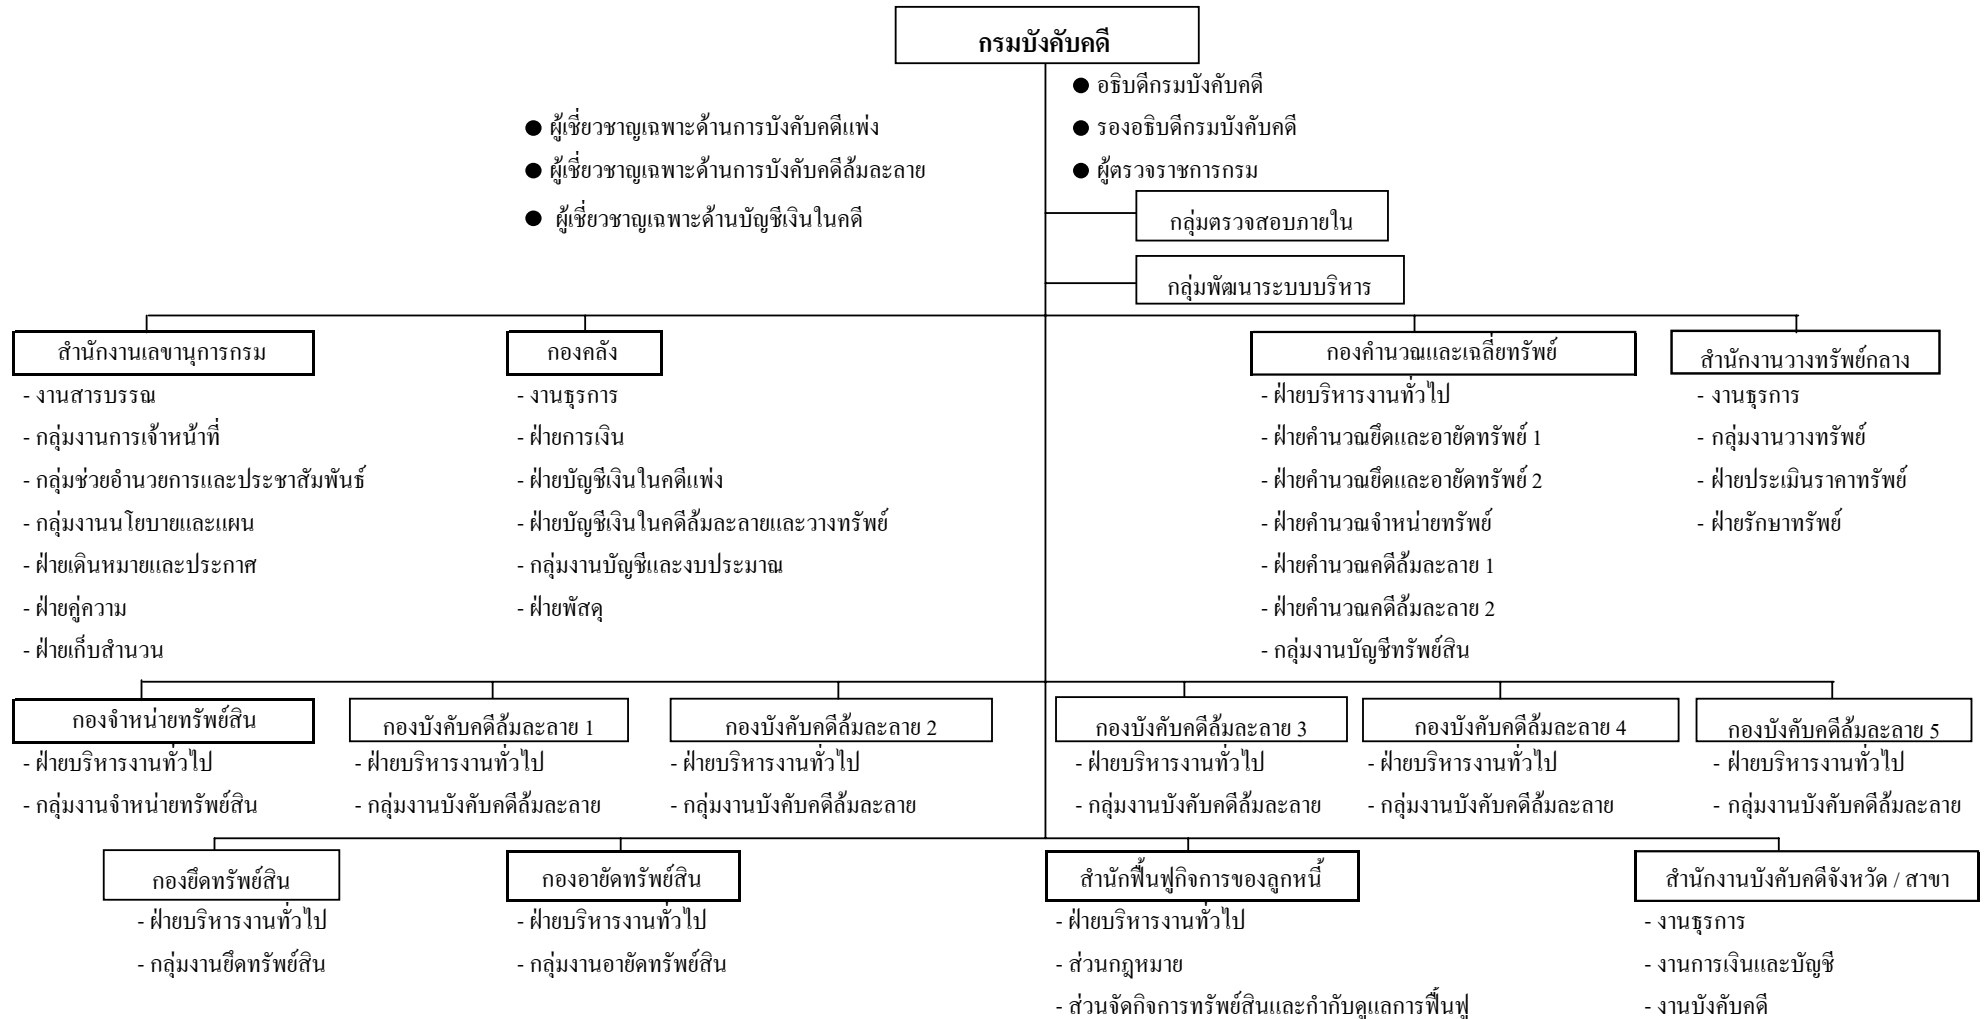 กรมบังคับคดี
● อธิบดีกรมบังคับคดี
● รองอธิบดีกรมบังคับคดี
● ผู้ตรวจราชการกรม
● ผู้เชี่ยวชาญเฉพาะด้านการบังคับคดีแพ่ง
● ผู้เชี่ยวชาญเฉพาะด้านการบังคับคดีล้มละลาย
● ผู้เชี่ยวชาญเฉพาะด้านบัญชีเงินในคดี
กลุ่มตรวจสอบภายใน
กลุ่มพัฒนาระบบบริหาร
สำนักงานเลขานุการกรม
- งานสารบรรณ
- กลุ่มงานการเจ้าหน้าที่
- กลุ่มช่วยอำนวยการและประชาสัมพันธ์
- กลุ่มงานนโยบายและแผน
- ฝ่ายเดินหมายและประกาศ
- ฝ่ายคู่ความ
- ฝ่ายเก็บสำนวน
กองคลัง
- งานธุรการ
- ฝ่ายการเงิน
- ฝ่ายบัญชีเงินในคดีแพ่ง
- ฝ่ายบัญชีเงินในคดีล้มละลายและวางทรัพย์
- กลุ่มงานบัญชีและงบประมาณ
- ฝ่ายพัสดุ
กองคำนวณและเฉลี่ยทรัพย์
- ฝ่ายบริหารงานทั่วไป
- ฝ่ายคำนวณยึดและอายัดทรัพย์ 1
- ฝ่ายคำนวณยึดและอายัดทรัพย์ 2
- ฝ่ายคำนวณจำหน่ายทรัพย์
- ฝ่ายคำนวณคดีล้มละลาย 1
- ฝ่ายคำนวณคดีล้มละลาย 2
- กลุ่มงานบัญชีทรัพย์สิน
สำนักงานวางทรัพย์กลาง
- งานธุรการ
- กลุ่มงานวางทรัพย์
- ฝ่ายประเมินราคาทรัพย์
- ฝ่ายรักษาทรัพย์
กองจำหน่ายทรัพย์สิน
- ฝ่ายบริหารงานทั่วไป
- กลุ่มงานจำหน่ายทรัพย์สิน
กองบังคับคดีล้มละลาย 1
- ฝ่ายบริหารงานทั่วไป
- กลุ่มงานบังคับคดีล้มละลาย
กองบังคับคดีล้มละลาย 2
- ฝ่ายบริหารงานทั่วไป
- กลุ่มงานบังคับคดีล้มละลาย
กองบังคับคดีล้มละลาย 3
- ฝ่ายบริหารงานทั่วไป
- กลุ่มงานบังคับคดีล้มละลาย
กองบังคับคดีล้มละลาย 4
- ฝ่ายบริหารงานทั่วไป
- กลุ่มงานบังคับคดีล้มละลาย
กองบังคับคดีล้มละลาย 5
- ฝ่ายบริหารงานทั่วไป
- กลุ่มงานบังคับคดีล้มละลาย
กองยึดทรัพย์สิน
- ฝ่ายบริหารงานทั่วไป
- กลุ่มงานยึดทรัพย์สิน
กองอายัดทรัพย์สิน
- ฝ่ายบริหารงานทั่วไป
- กลุ่มงานอายัดทรัพย์สิน
สำนักฟื้นฟูกิจการของลูกหนี้
- ฝ่ายบริหารงานทั่วไป
- ส่วนกฎหมาย
- ส่วนจัดกิจการทรัพย์สินและกำกับดูแลการฟื้นฟู
สำนักงานบังคับคดีจังหวัด / สาขา
- งานธุรการ
- งานการเงินและบัญชี
- งานบังคับคดี